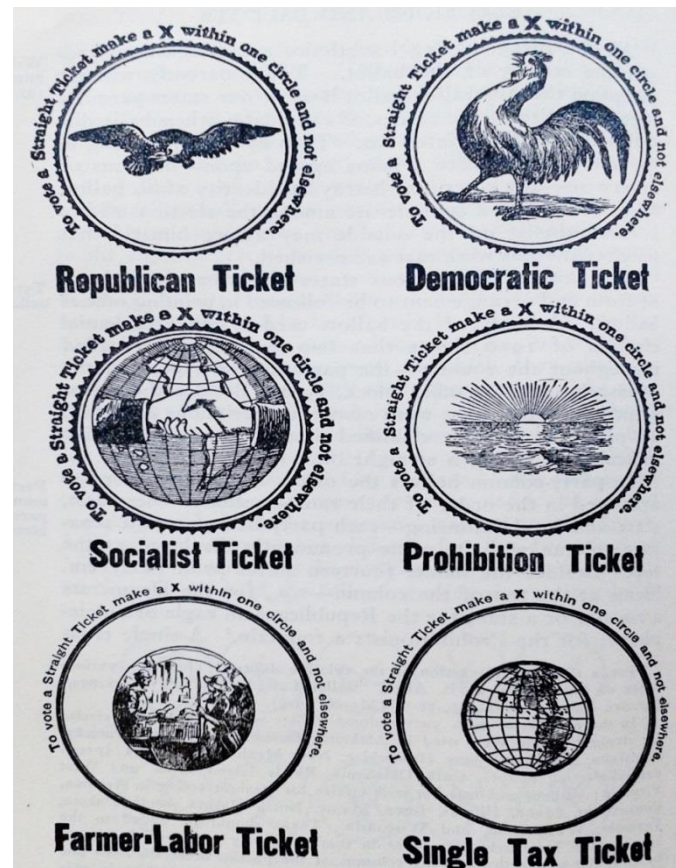 To vote a Straight Ticket make a X within one circle and not elsewhere.
Republican Ticket
To vote a Straight Ticket make a X within one circle and not elsewhere.
Democratic Ticket
To vote a Straight Ticket make a X within one circle and not elsewhere.
Socialist Ticket
To vote a Straight Ticket make a X within one circle and not elsewhere.
Prohibition Ticket
To vote a Straight Ticket make a X within one circle and not elsewhere.
Farmer-Labor Ticket
To vote a Straight Ticket make a X within one circle and not elsewhere.
Single Tax Ticket